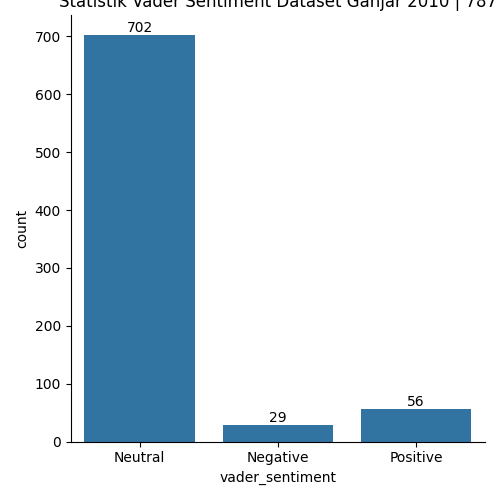 Statistik Vader Sentiment Dataset Ganjar 2010 | 787
702
700
600
500
400
300
200
100
0
count
29
56
Neutral
Negative
Positive
vader_sentiment